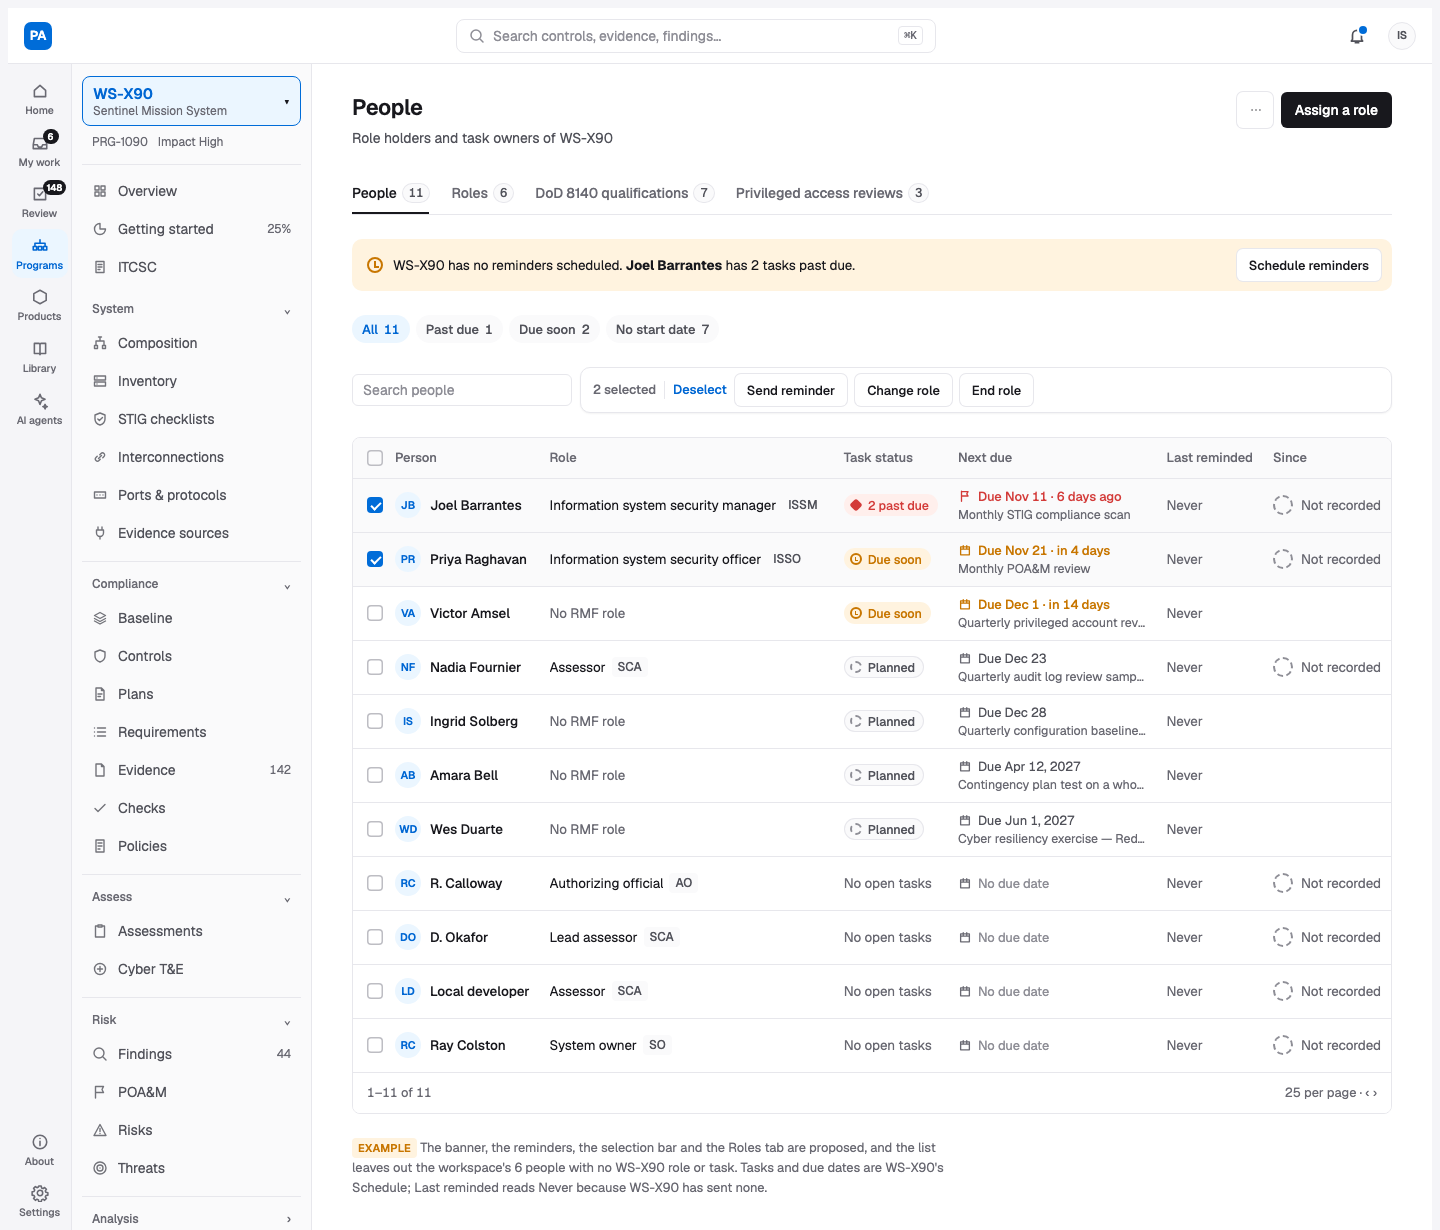 PA
Search controls, evidence, findings...
⌘K
IS
Home
6
My work
148
Review
Programs
Products
Library
AI agents
About
Settings
WS-X90
Sentinel Mission System
PRG-1090 Impact High
Overview
Getting started 25%
ITCSC
System
Composition
Inventory
STIG checklists
Interconnections
Ports & protocols
Evidence sources
Compliance
Baseline
Controls
Plans
Requirements
Evidence 142
Checks
Policies
Assess
Assessments
Cyber T&E
Risk
Findings 44
POA&M
Risks
Threats
Analysis
People
Role holders and task owners of WS-X90
... Assign a role
People 11 Roles 6 DoD 8140 qualifications 7 Privileged access reviews 3
WS-X90 has no reminders scheduled. Joel Barrantes has 2 tasks past due. Schedule reminders
All 11 Past due 1 Due soon 2 No start date 7
Search people 2 selected Deselect Send reminder Change role End role
Person Role Task status Next due Last reminded Since
JB Joel Barrantes Information system security manager ISSM 2 past due Due Nov 11 · 6 days ago Never Not recorded
Monthly STIG compliance scan
PR Priya Raghavan Information system security officer ISSO Due soon Due Nov 21 · in 4 days Never Not recorded
Monthly POA&M review
VA Victor Amsel No RMF role Due soon Due Dec 1 · in 14 days Never
Quarterly privileged account rev...
NF Nadia Fournier Assessor SCA Planned Due Dec 23 Never Not recorded
Quarterly audit log review samp...
IS Ingrid Solberg No RMF role Planned Due Dec 28 Never
Quarterly configuration baseline...
AB Amara Bell No RMF role Planned Due Apr 12, 2027 Never
Contingency plan test on a who...
WD Wes Duarte No RMF role Planned Due Jun 1, 2027 Never
Cyber resiliency exercise — Red...
RC R. Calloway Authorizing official AO No open tasks No due date Never Not recorded
DO D. Okafor Lead assessor SCA No open tasks No due date Never Not recorded
LD Local developer Assessor SCA No open tasks No due date Never Not recorded
RC Ray Colston System owner SO No open tasks No due date Never Not recorded
1–11 of 11 25 per page · ‹ ›
EXAMPLE The banner, the reminders, the selection bar and the Roles tab are proposed, and the list
leaves out the workspace's 6 people with no WS-X90 role or task. Tasks and due dates are WS-X90's
Schedule; Last reminded reads Never because WS-X90 has sent none.